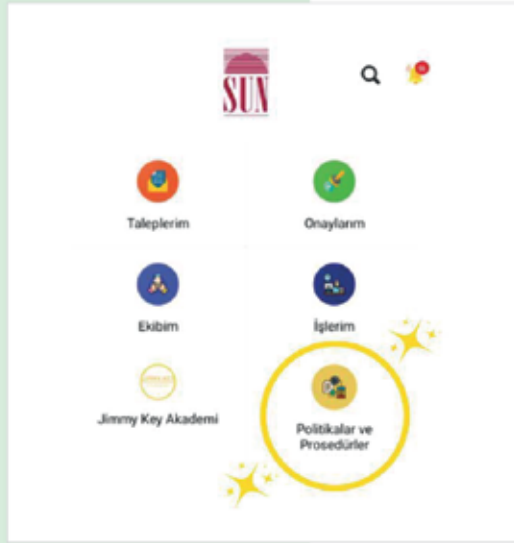 SUN
Taleplerim
Onaylarım
Ekibim
İşlerim
Jimmy Key Akademi
Politikalar ve
Prosedürler